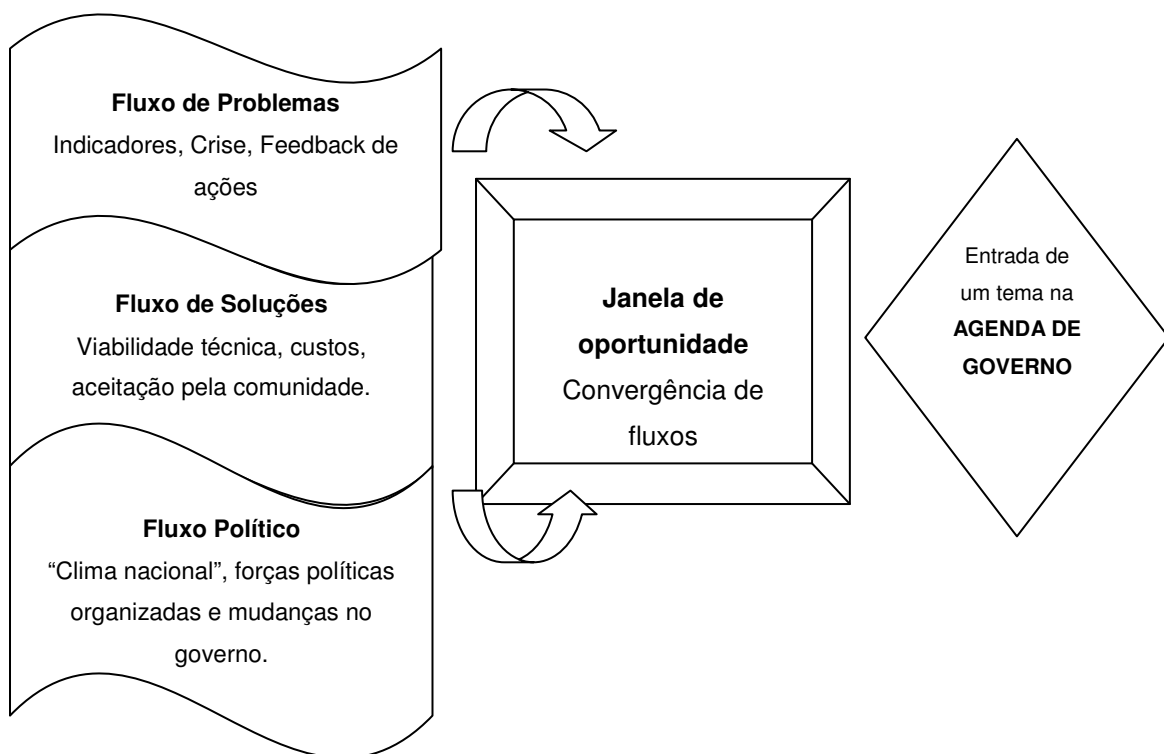 Fluxo de Problemas
Indicadores, Crise, Feedback de
ações
Fluxo de Soluções
Viabilidade técnica, custos,
aceitação pela comunidade.
Fluxo Político
“Clima nacional”, forças políticas
organizadas e mudanças no
governo.
Janela de
oportunidade
Convergência de
fluxos
Entrada de
um tema na
AGENDA DE
GOVERNO